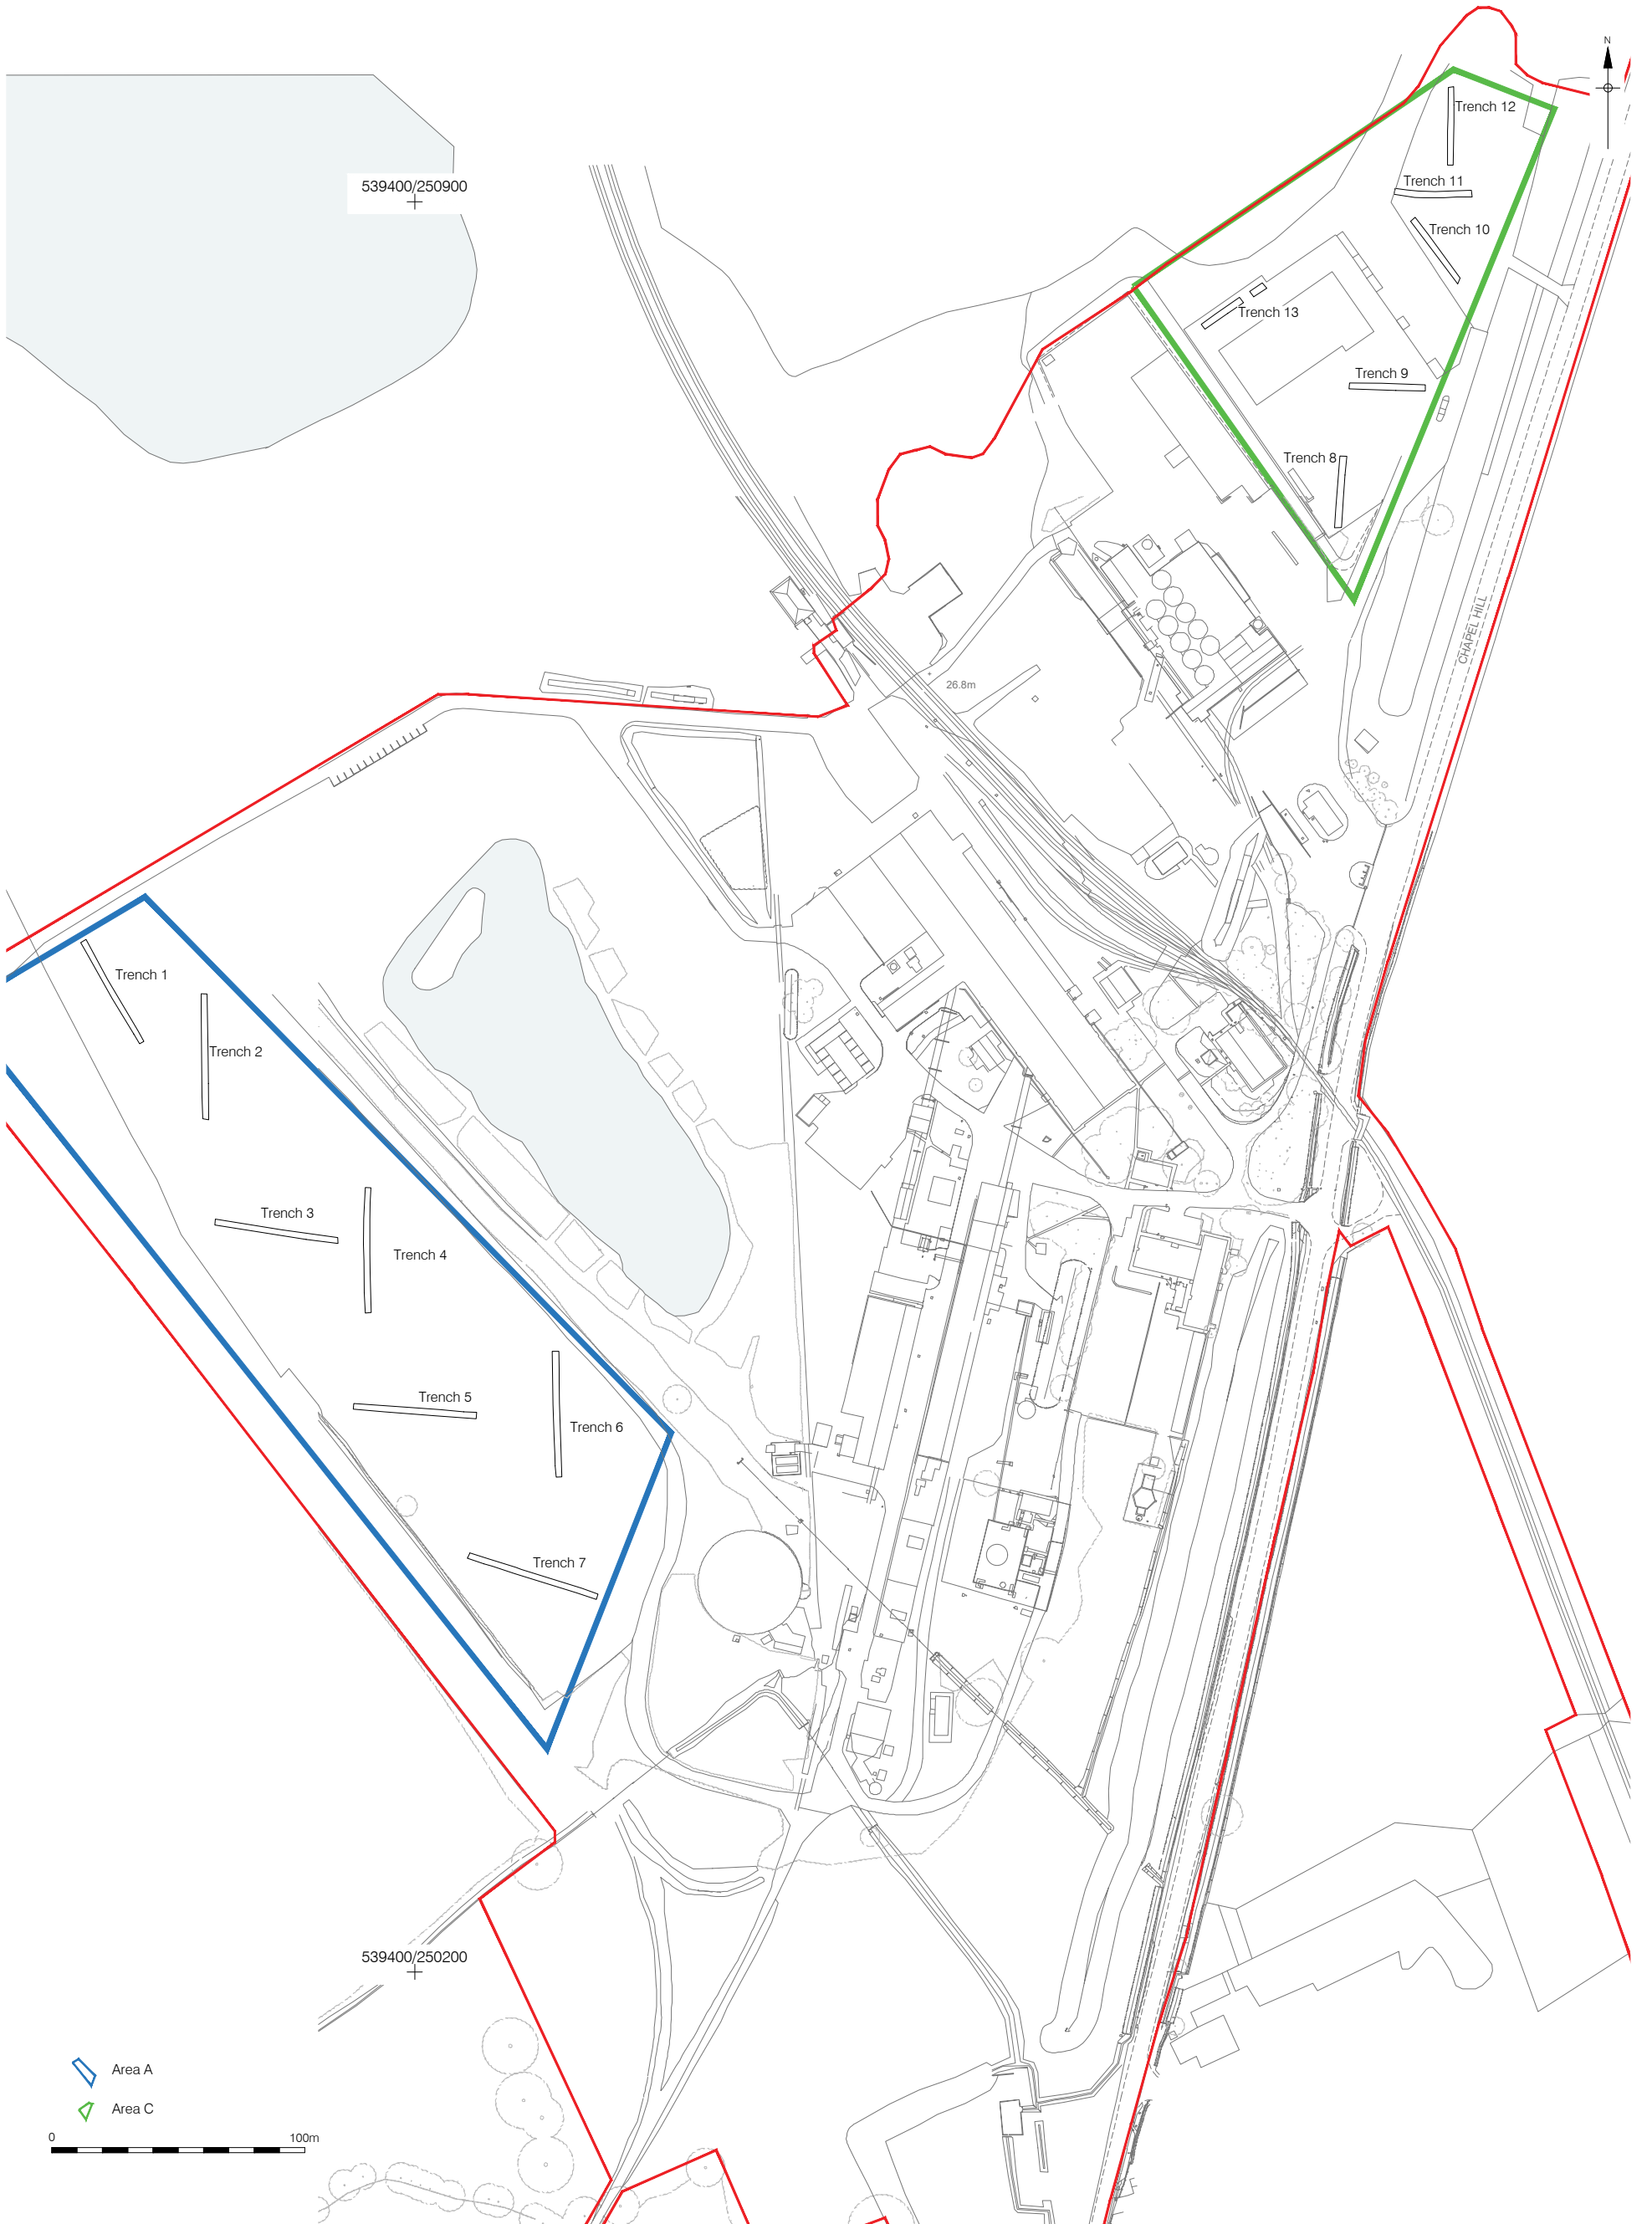 N
Trench 12
539400/250900
Trench 11
Trench 10
Trench 13
Trench 9
Trench 8
CHAPEL HILL
26.8m
Trench 1
Trench 2
Trench 3
Trench 4
Trench 5
Trench 6
Trench 7
539400/250200
Area A
Area C
0 100m